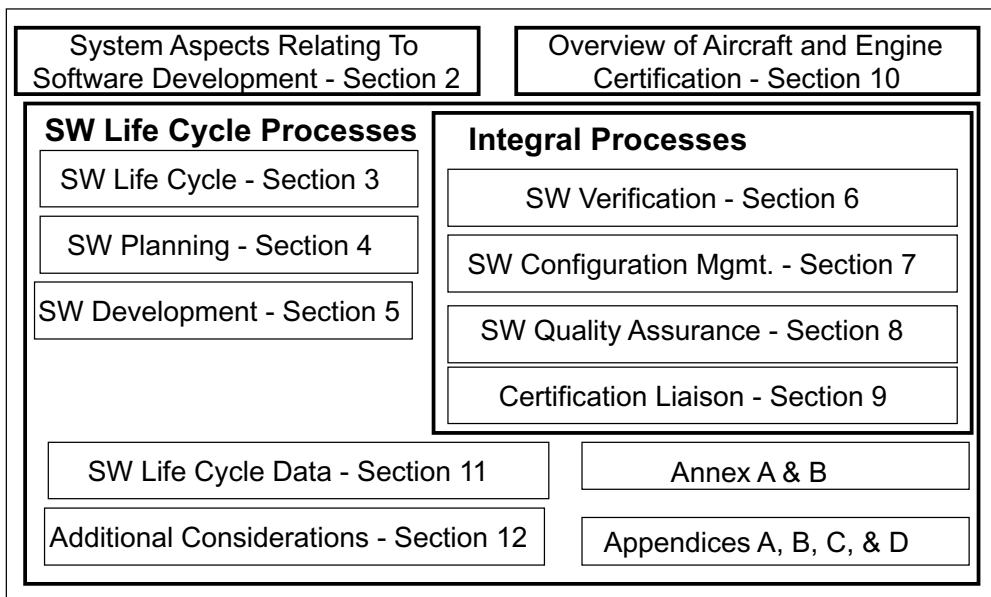 System Aspects Relating To
Software Development - Section 2
Overview of Aircraft and Engine
Certification - Section 10
SW Life Cycle Processes
SW Life Cycle - Section 3
SW Planning - Section 4
SW Development - Section 5
Integral Processes
SW Verification - Section 6
SW Configuration Mgmt. - Section 7
SW Quality Assurance - Section 8
Certification Liaison - Section 9
SW Life Cycle Data - Section 11
Annex A & B
Additional Considerations - Section 12
Appendices A, B, C, & D